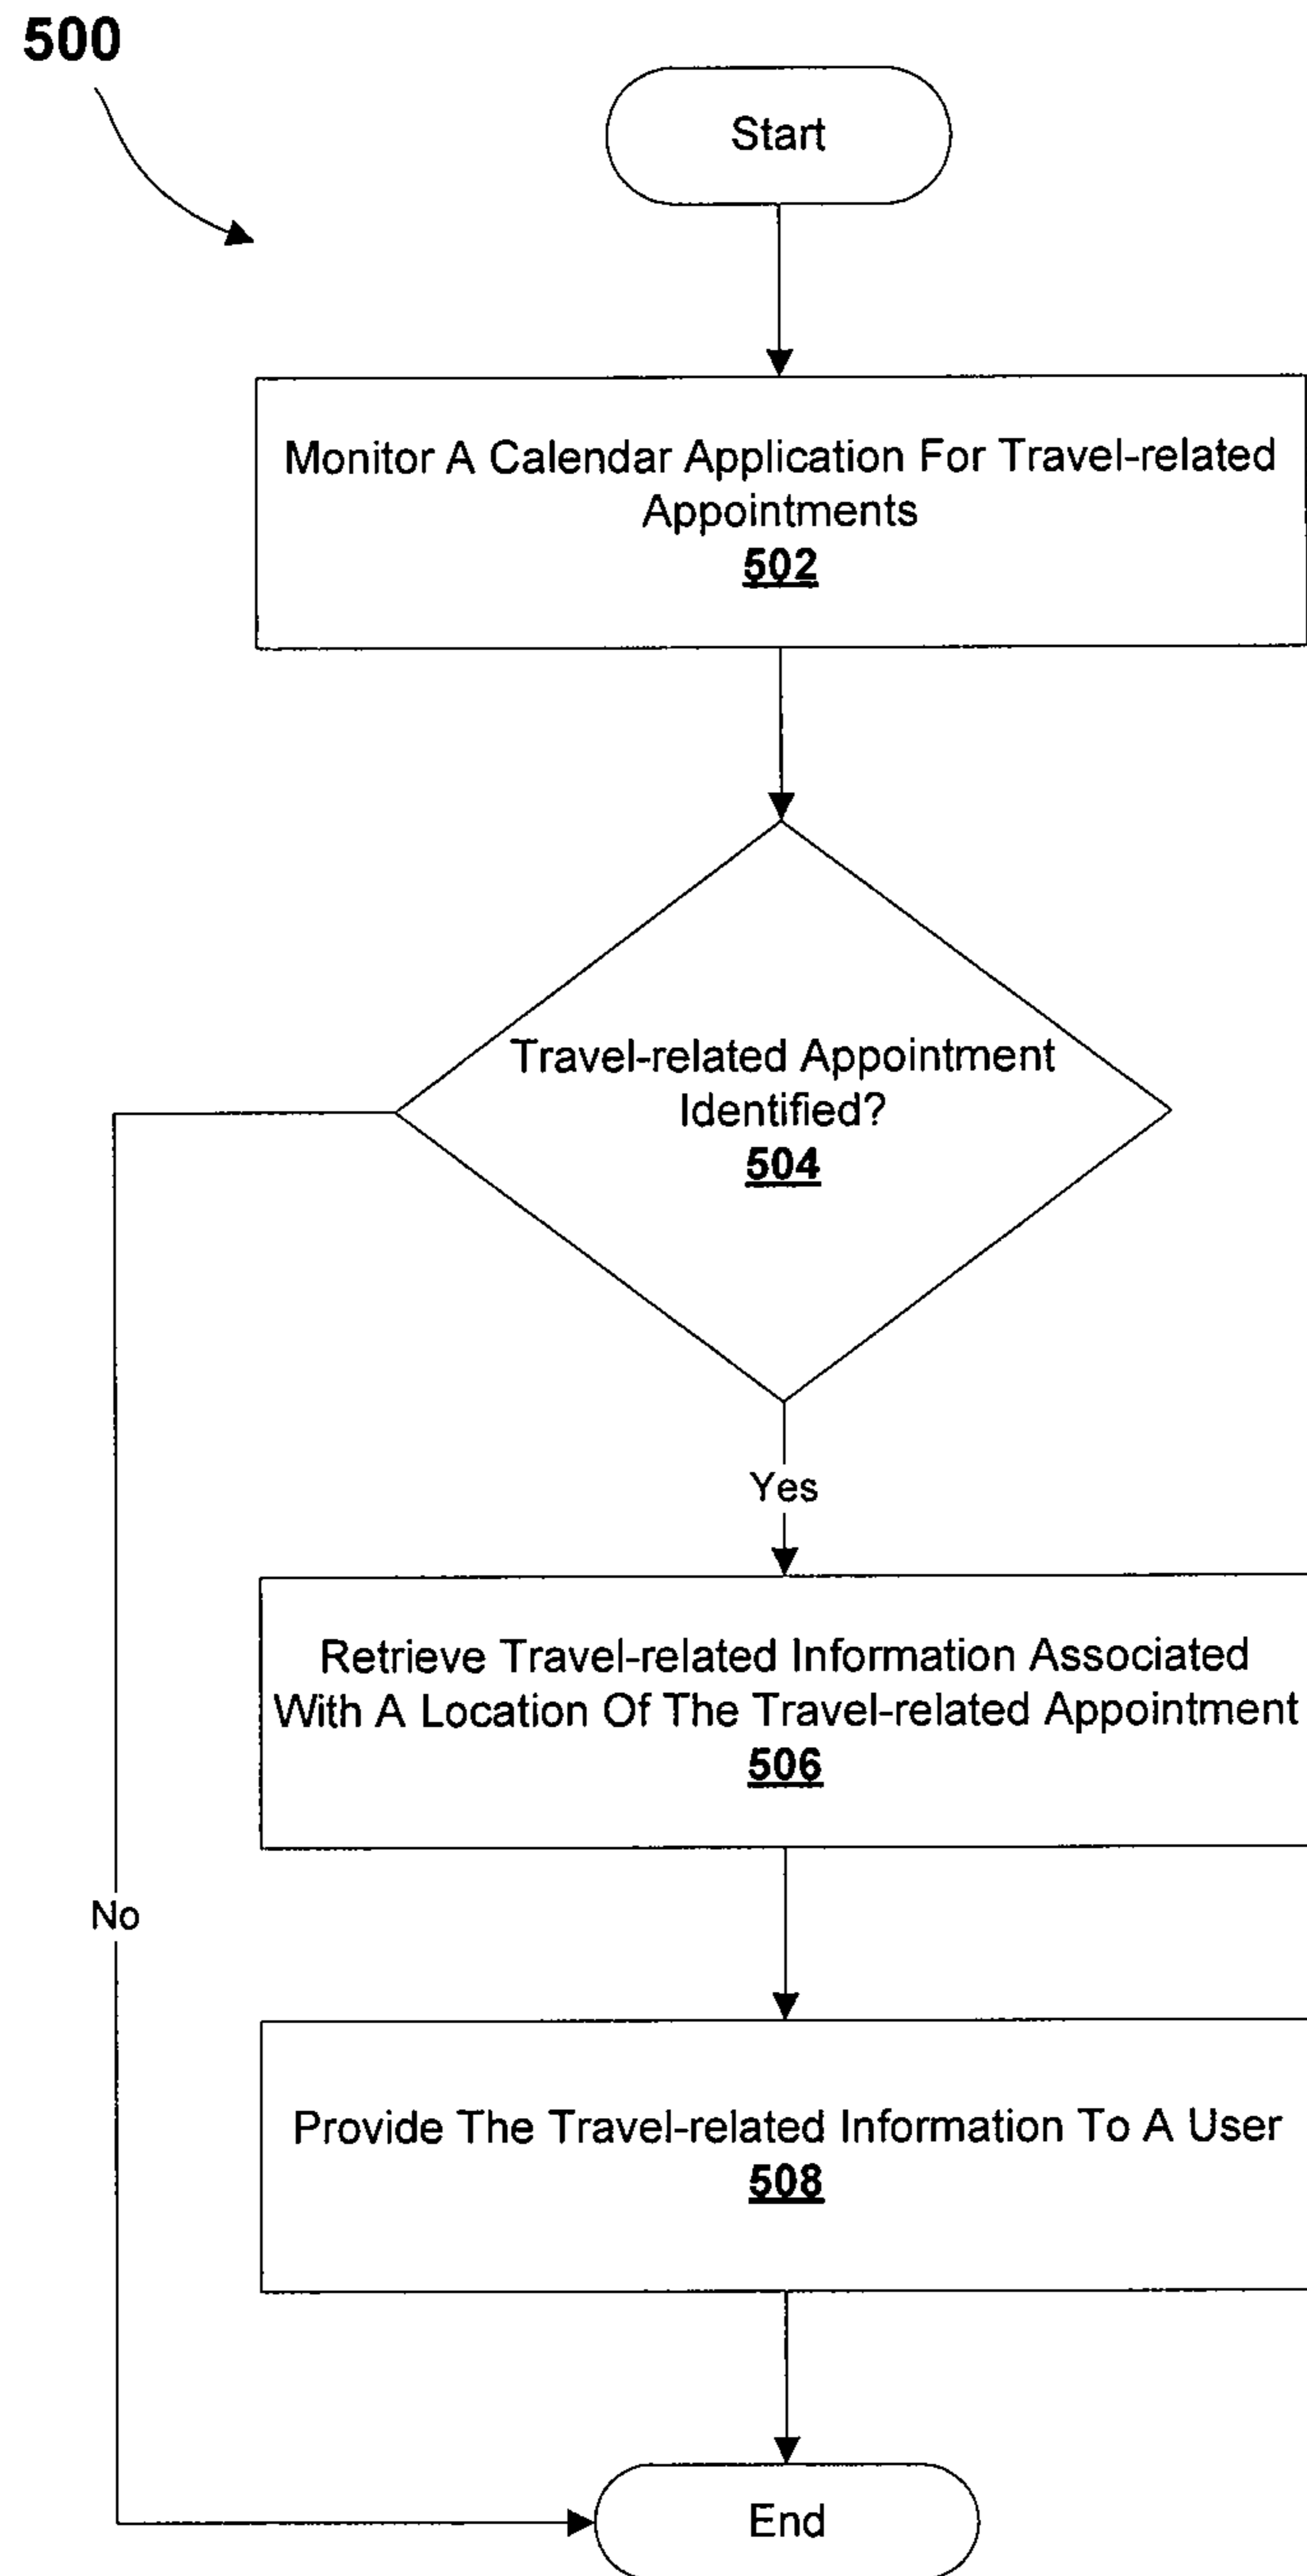 500
Start
Monitor A Calendar Application For Travel-related
Appointments
502
Travel-related Appointment
Identified?
504
Yes
Retrieve Travel-related Information Associated
With A Location Of The Travel-related Appointment
506
No
Provide The Travel-related Information To A User
508
End